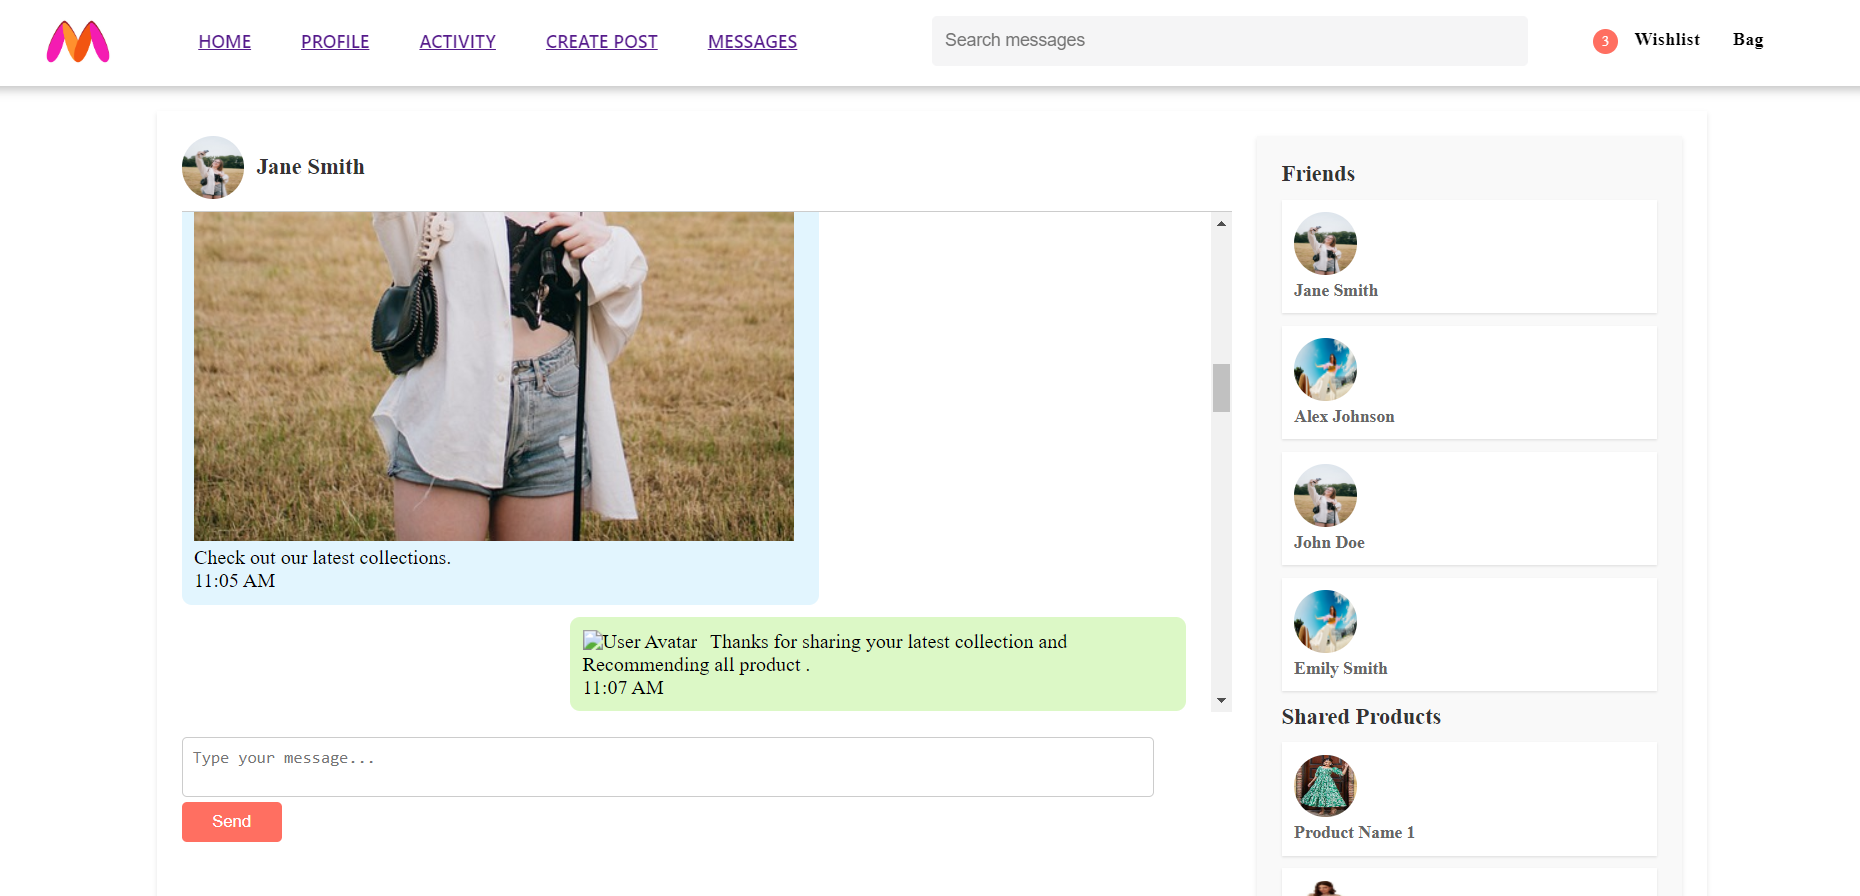 HOME PROFILE ACTIVITY CREATE POST MESSAGES Search messages 3 Wishlist Bag
Jane Smith
Check out our latest collections.
11:05 AM
User Avatar Thanks for sharing your latest collection and
Recommending all product .
11:07 AM
Type your message...
Send
Friends
Jane Smith
Alex Johnson
John Doe
Emily Smith
Shared Products
Product Name 1